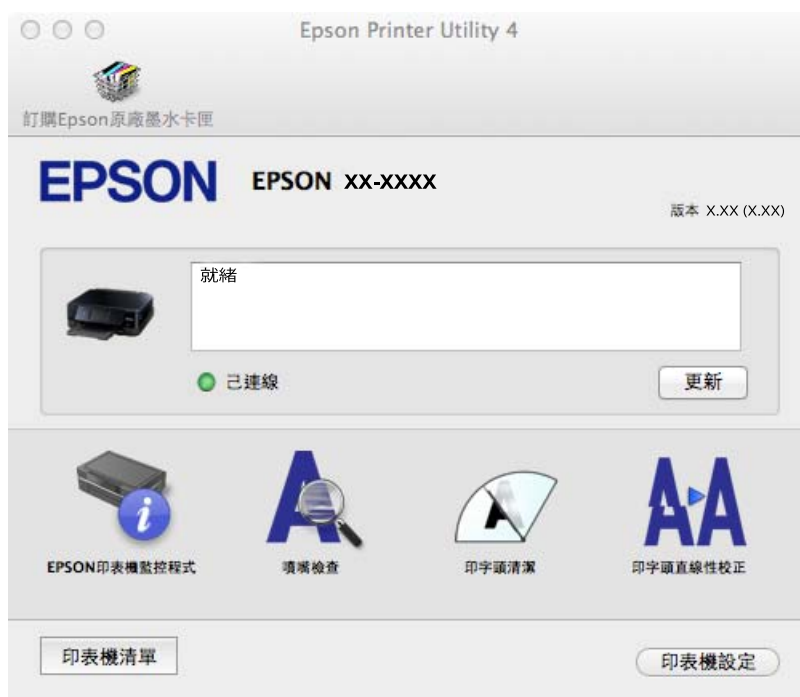 Epson Printer Utility 4
訂購Epson原廠墨水卡匣
EPSON
EPSON XX-XXXX
版本 X.XX (X.XX)
就緒
己連線
更新
EPSON印表機監控程式
噴嘴檢查
印字頭清潔
印字頭直線性校正
印表機清單
印表機設定